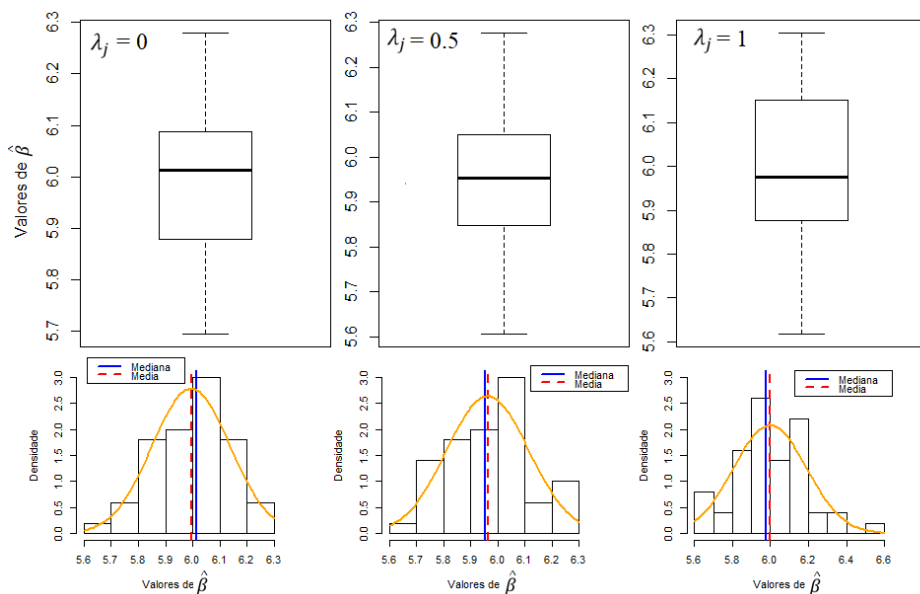 λⱼ = 0
λⱼ = 0.5
λⱼ = 1
Valores de β̂
6.3
6.2
6.1
6.0
5.9
5.8
5.7
6.3
6.2
6.1
6.0
5.9
5.8
5.7
5.6
6.3
6.2
6.1
6.0
5.9
5.8
5.7
5.6
Mediana
Media
Densidade
3.0
2.5
2.0
1.5
1.0
0.5
0.0
5.6 5.7 5.8 5.9 6.0 6.1 6.2 6.3
Valores de β̂
Mediana
Media
Densidade
3.0
2.5
2.0
1.5
1.0
0.5
0.0
5.6 5.7 5.8 5.9 6.0 6.1 6.2 6.3
Valores de β̂
Mediana
Media
Densidade
3.0
2.5
2.0
1.5
1.0
0.5
0.0
5.6 5.8 6.0 6.2 6.4 6.6
Valores de β̂